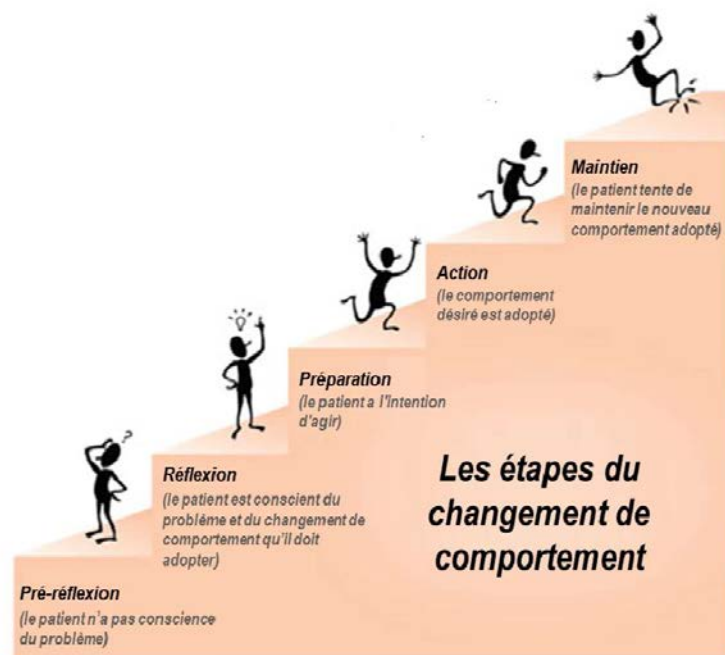 Maintien
(le patient tente de
maintenir le nouveau
comportement adopté)
Action
(le comportement
désiré est adopté)
Préparation
(le patient a l'intention
d'agir)
Réflexion
(le patient est conscient du
problème et du changement de
comportement qu'il doit
adopter)
Pré-réflexion
(le patient n'a pas conscience
du problème)
Les étapes du
changement de
comportement
?